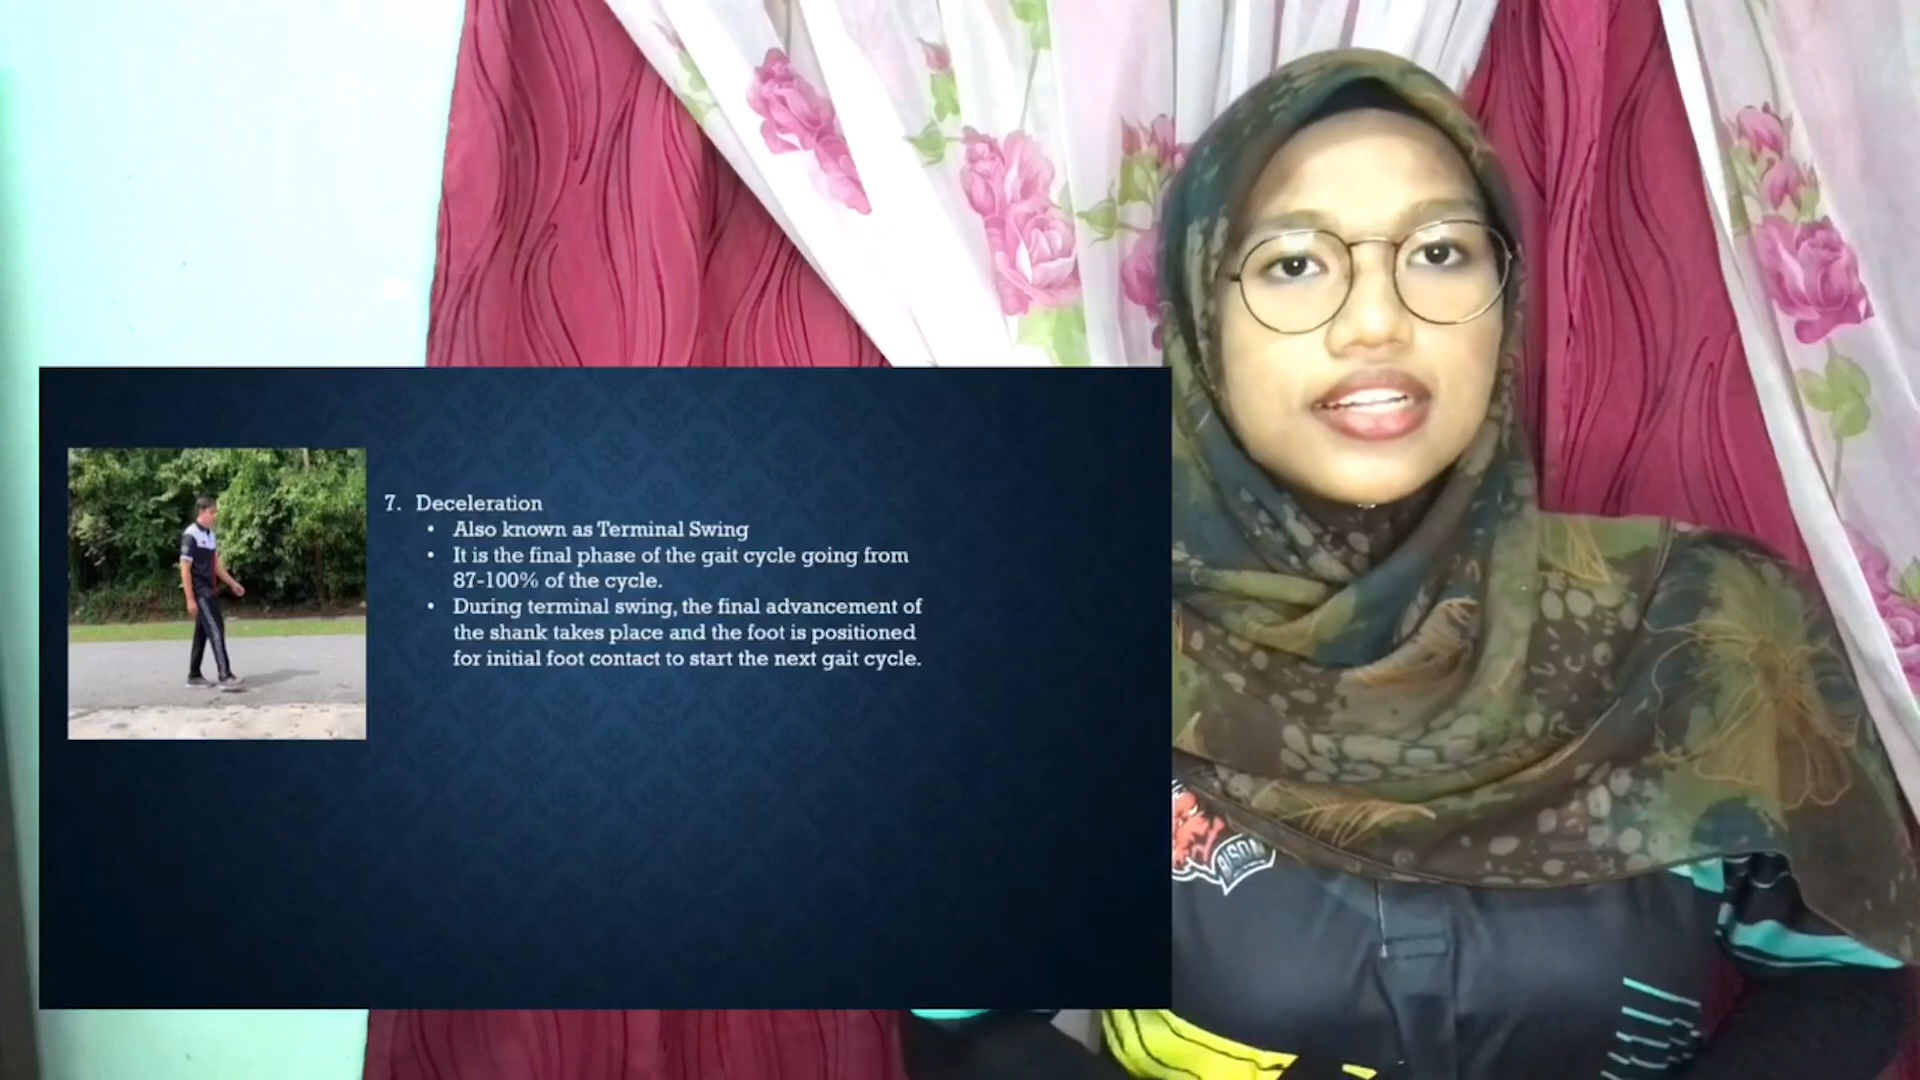 7. Deceleration
• Also known as Terminal Swing
• It is the final phase of the gait cycle going from
87-100% of the cycle.
• During terminal swing, the final advancement of
the shank takes place and the foot is positioned
for initial foot contact to start the next gait cycle.
BISON